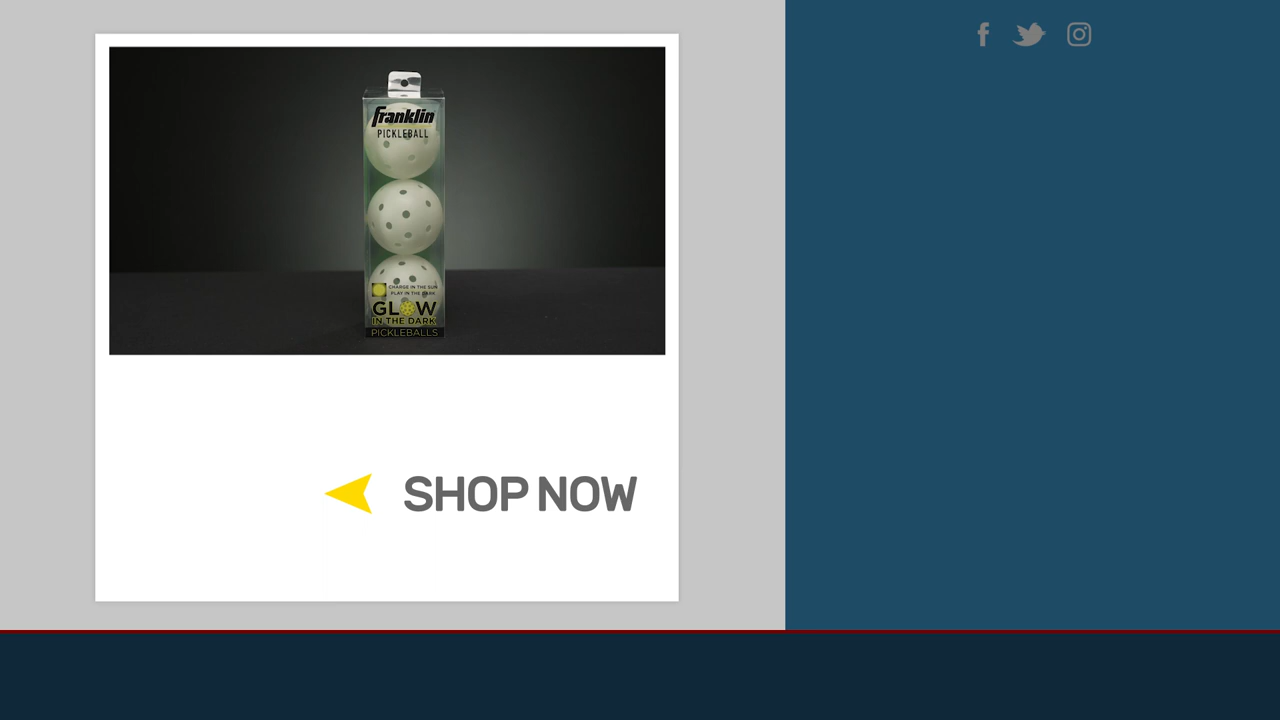 franklin
PICKLEBALL
CHARGE IN THE SUN
PLAY IN THE DARK
GLOW
IN THE DARK
PICKLEBALLS
SHOP NOW